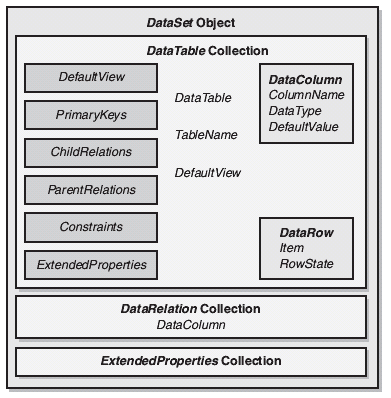 DataSet Object
DataTable Collection
DefaultView
PrimaryKeys
ChildRelations
ParentRelations
Constraints
ExtendedProperties
DataTable
TableName
DefaultView
DataColumn
ColumnName
DataType
DefaultValue
DataRow
Item
RowState
DataRelation Collection
DataColumn
ExtendedProperties Collection